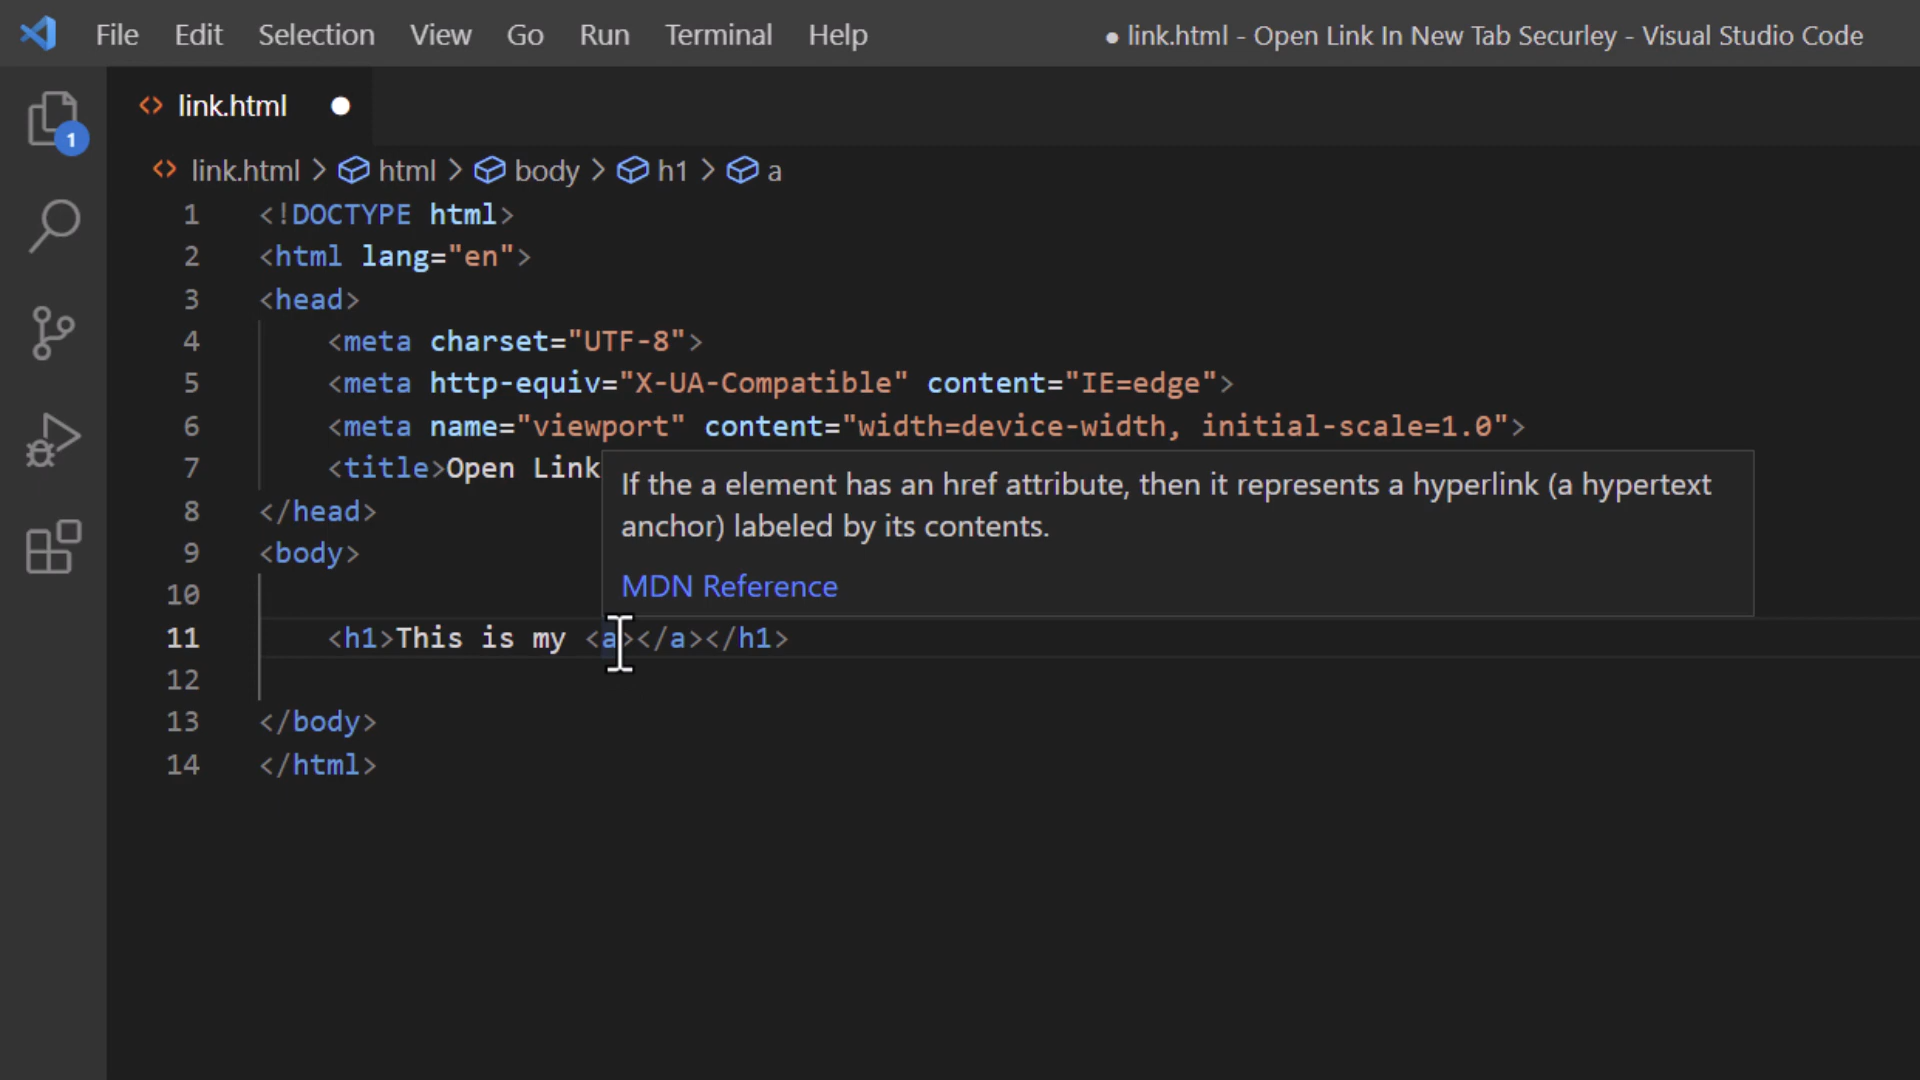 File Edit Selection View Go Run Terminal Help ● link.html - Open Link In New Tab Securley - Visual Studio Code
<> link.html ●
1
<> link.html > html > body > h1 > a
1 <!DOCTYPE html>
2 <html lang="en">
3 <head>
4 <meta charset="UTF-8">
5 <meta http-equiv="X-UA-Compatible" content="IE=edge">
6 <meta name="viewport" content="width=device-width, initial-scale=1.0">
7 <title>Open Link
If the a element has an href attribute, then it represents a hyperlink (a hypertext
anchor) labeled by its contents.
MDN Reference
8 </head>
9 <body>
10
11 <h1>This is my <a></a></h1>
12
13 </body>
14 </html>